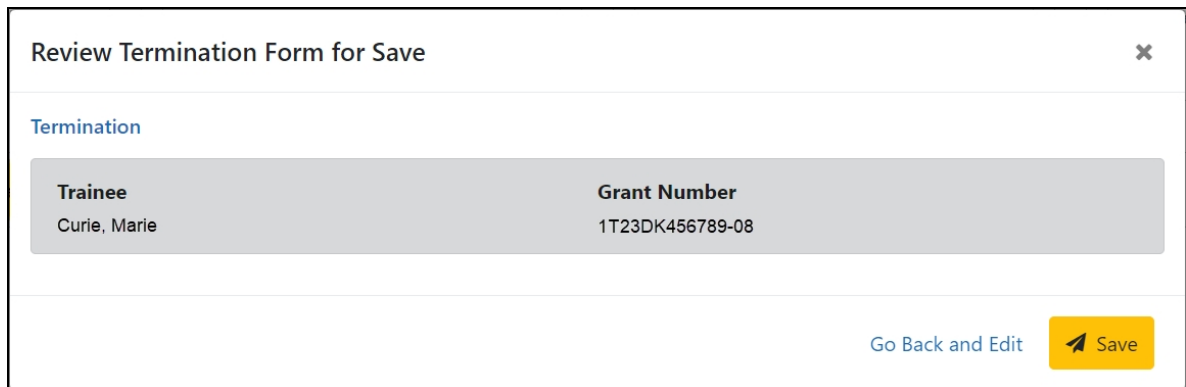 Review Termination Form for Save
Termination
Trainee
Grant Number
Curie, Marie
1T23DK456789-08
Go Back and Edit
Save